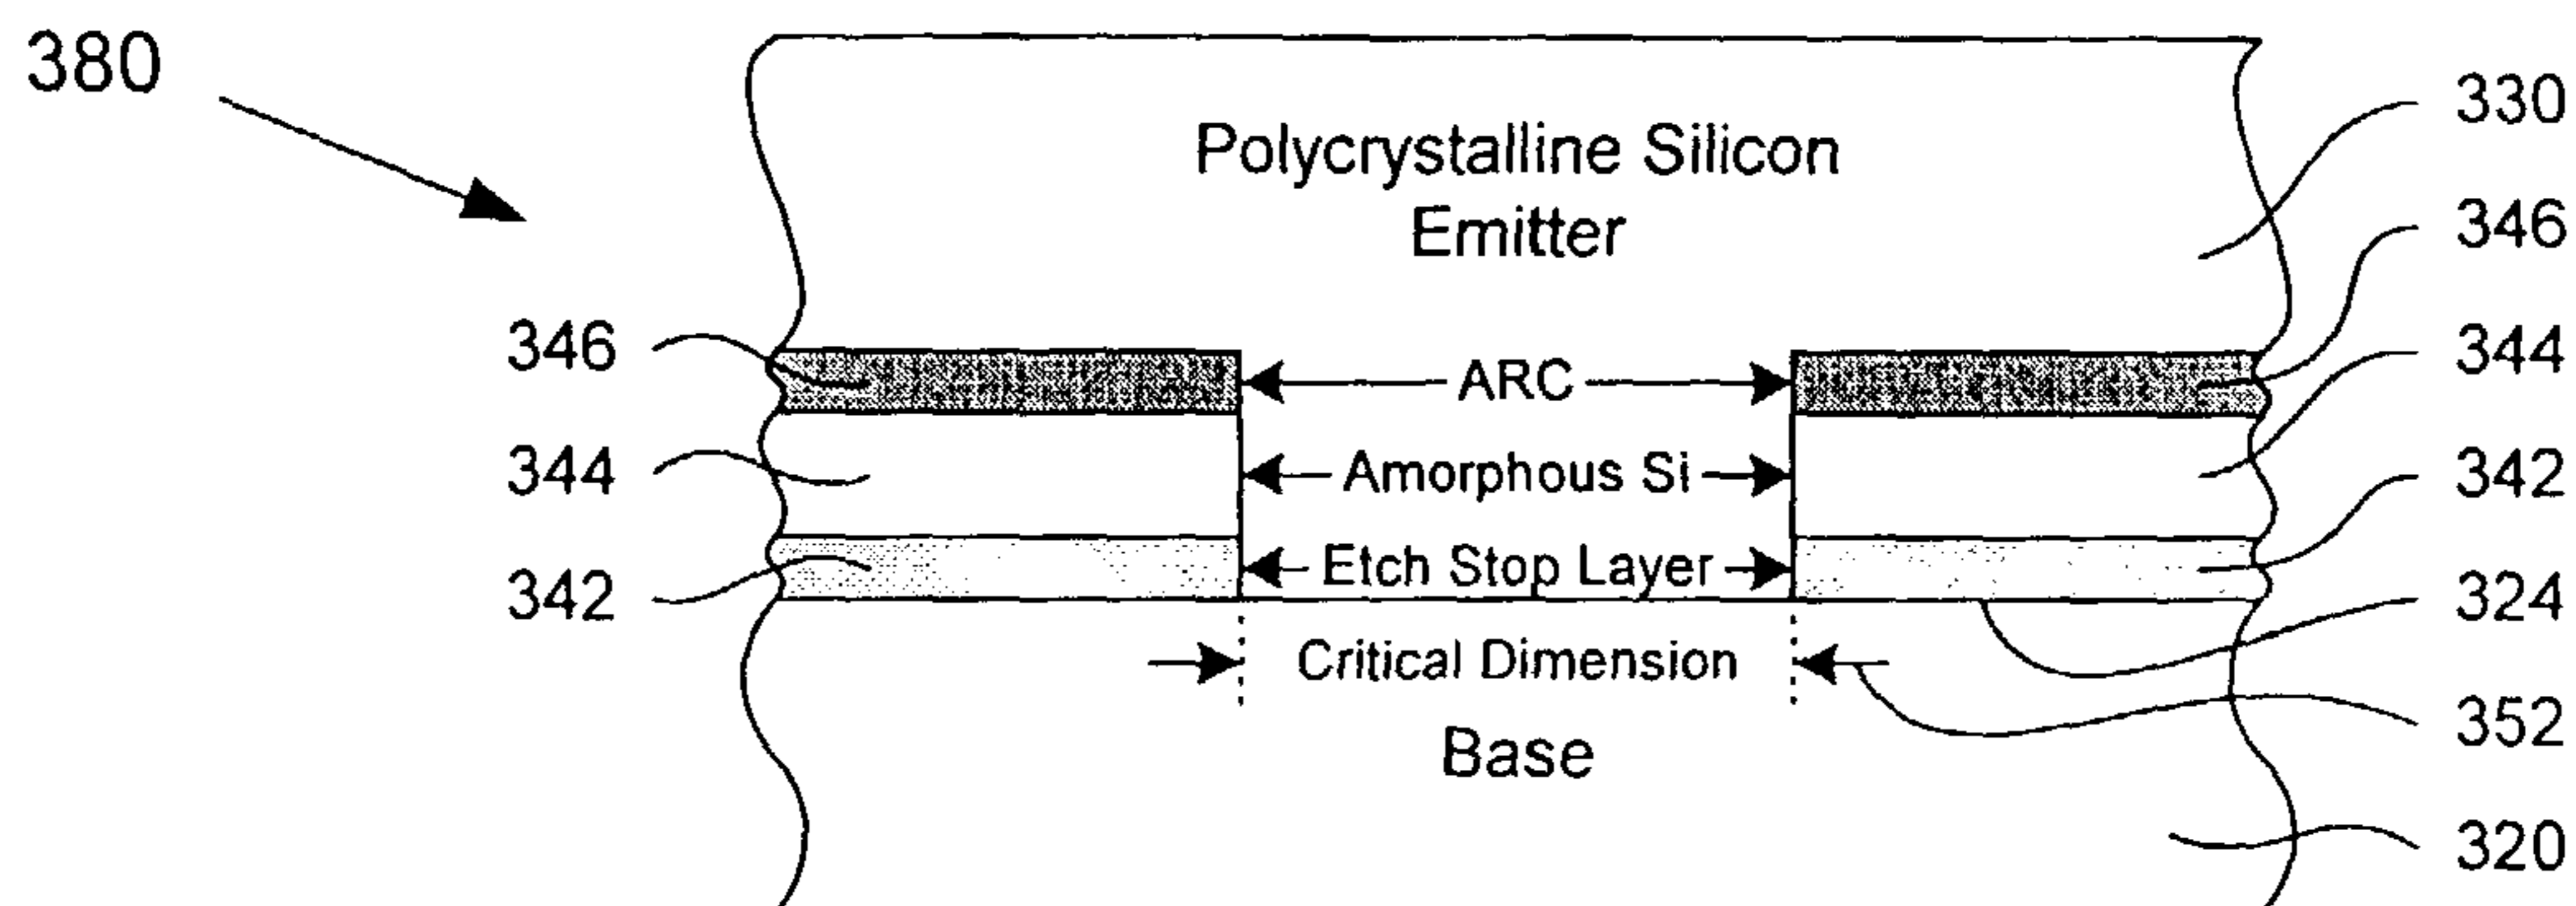 380
330
Polycrystalline Silicon
Emitter
346
346
ARC
344
344
Amorphous Si
342
342
Etch Stop Layer
324
Critical Dimension
352
Base
320